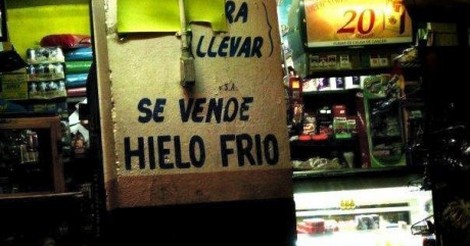 RA
LLEVAR
SE VENDE
HIELO FRIO
20